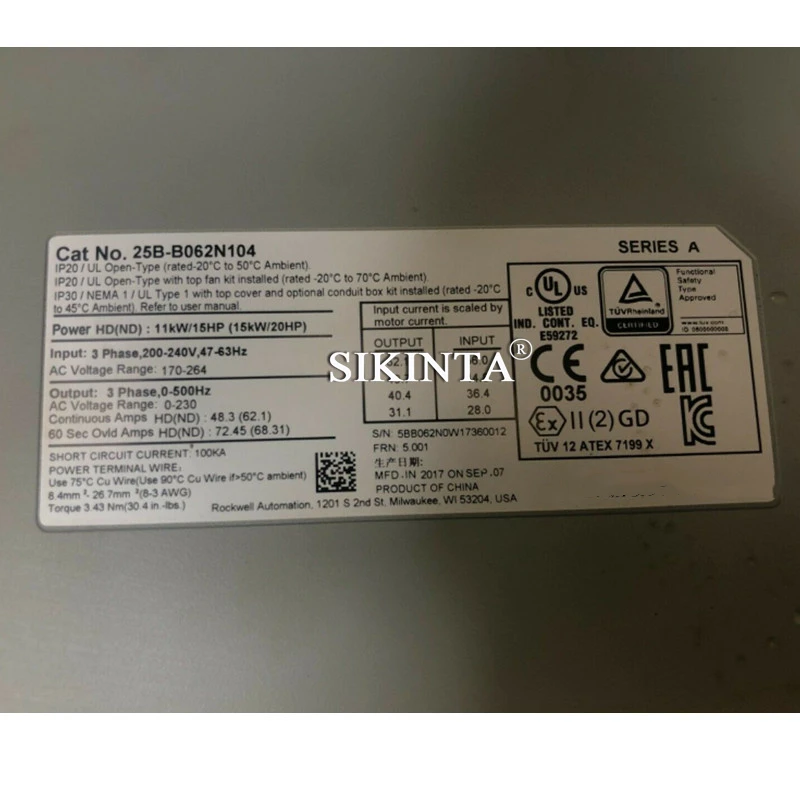 Cat No. 25B-B062N104
SERIES A
IP20 / UL Open-Type (rated-20°C to 50°C Ambient).
IP20 / UL Open-Type with top fan kit installed (rated -20°C to 70°C Ambient).
IP30 / NEMA 1 / UL Type 1 with top cover and optional conduit box kit installed (rated -20°C
to 45°C Ambient). Refer to user manual.
Power HD(ND) : 11kW/15HP (15kW/20HP)
Input: 3 Phase,200-240V,47-63Hz
AC Voltage Range: 170-264
Output: 3 Phase,0-500Hz
AC Voltage Range: 0-230
Continuous Amps HD(ND) : 48.3 (62.1)
60 Sec Ovld Amps HD(ND) : 72.45 (68.31)
SHORT CIRCUIT CURRENT: 100KA
POWER TERMINAL WIRE:
Use 75°C Cu Wire(Use 90°C Cu Wire if>50°C ambient)
8.4mm ²- 26.7mm ²(8-3 AWG)
Torque 3.43 Nm(30.4 in.-lbs.)
Input current is scaled by
motor current.
OUTPUT INPUT
40.4 36.4
31.1 28.0
S/N: 5BB062N0W17360012
FRN: 5.001
生产日期:
MFD.IN 2017 ON SEP.07
PRODUCT OF CHINA
Rockwell Automation, 1201 S 2nd St, Milwaukee, WI 53204, USA
C UL US
LISTED
IND. CONT. EQ.
E59272
TÜVRheinland
CERTIFIED
Functional
Safety
Type
Approved
www.tuv.com
CE
0035
EAC
Ex II (2) GD
TÜV 12 ATEX 7199 X
SIKINTA®